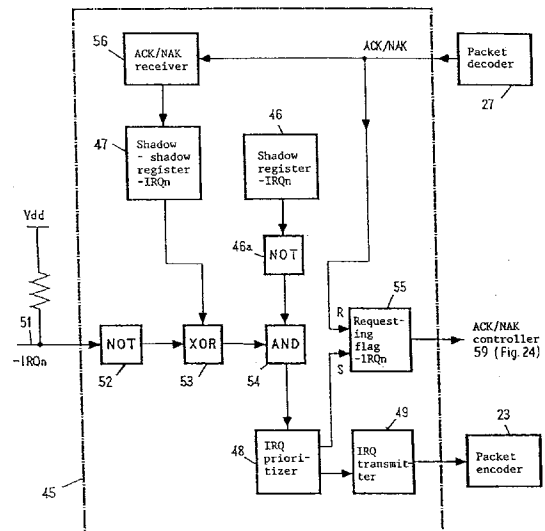 56
ACK/NAK
receiver
ACK/NAK
Packet
decoder
27
47
Shadow
- shadow
register
-IRQn
46
Shadow
register
-IRQn
Vdd
46a
NOT
51
-IRQn
NOT
52
XOR
53
AND
54
R
S
55
Request-
ing
flag
-IRQn
ACK/NAK
controller
59 (Fig.24)
48
IRQ
priori-
tizer
49
IRQ
transmit-
ter
23
Packet
encoder
45